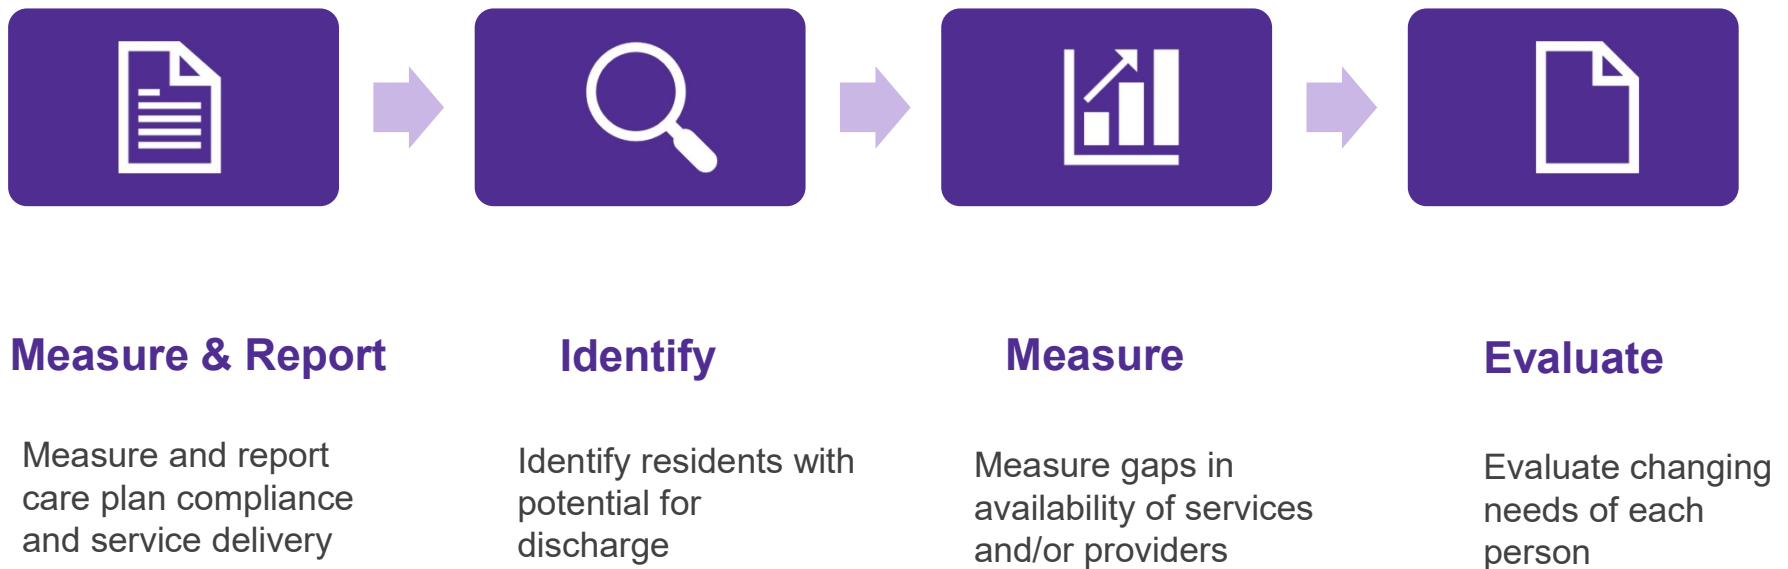 Measure & Report
Measure and report
care plan compliance
and service delivery
Identify
Identify residents with
potential for
discharge
Measure
Measure gaps in
availability of services
and/or providers
Evaluate
Evaluate changing
needs of each
person